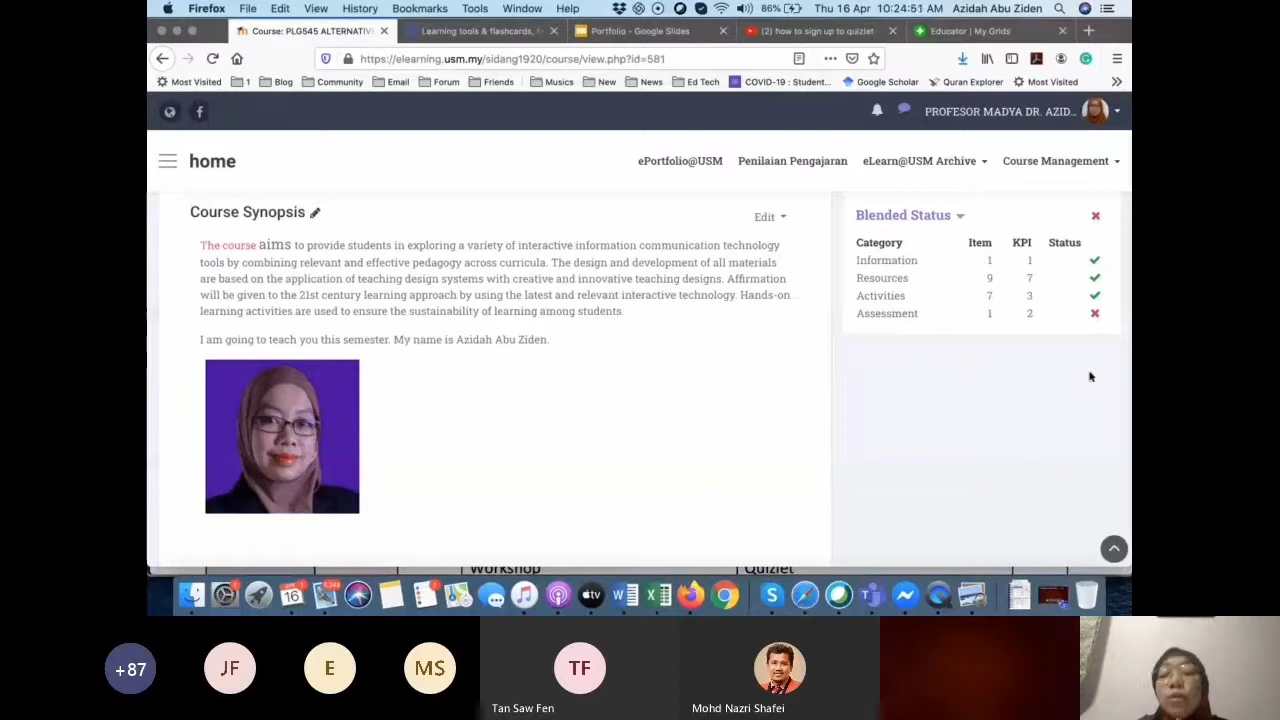 Firefox File Edit View History Bookmarks Tools Window Help 86% Thu 16 Apr 10:24:51 AM Azidah Abu Ziden
Course: PLG545 ALTERNATIV Learning tools & flashcards, f Portfolio - Google Slides (2) how to sign up to quizlet Educator | My Grids
https://elearning.usm.my/sidang1920/course/view.php?id=581
Most Visited 1 Blog Community Email Forum Friends Musics New News Ed Tech COVID-19 : Student... Google Scholar Quran Explorer Most Visited
PROFESOR MADYA DR. AZID...
home ePortfolio@USM Penilaian Pengajaran eLearn@USM Archive Course Management
Course Synopsis Edit
The course aims to provide students in exploring a variety of interactive information communication technology
tools by combining relevant and effective pedagogy across curricula. The design and development of all materials
are based on the application of teaching design systems with creative and innovative teaching designs. Affirmation
will be given to the 21st century learning approach by using the latest and relevant interactive technology. Hands-on
learning activities are used to ensure the sustainability of learning among students.
I am going to teach you this semester. My name is Azidah Abu Ziden.
Blended Status
Category Item KPI Status
Information 1 1
Resources 9 7
Activities 7 3
Assessment 1 2
Workshop Quizlet
APR 16 tv
+87 JF E MS TF
Tan Saw Fen Mohd Nazri Shafei